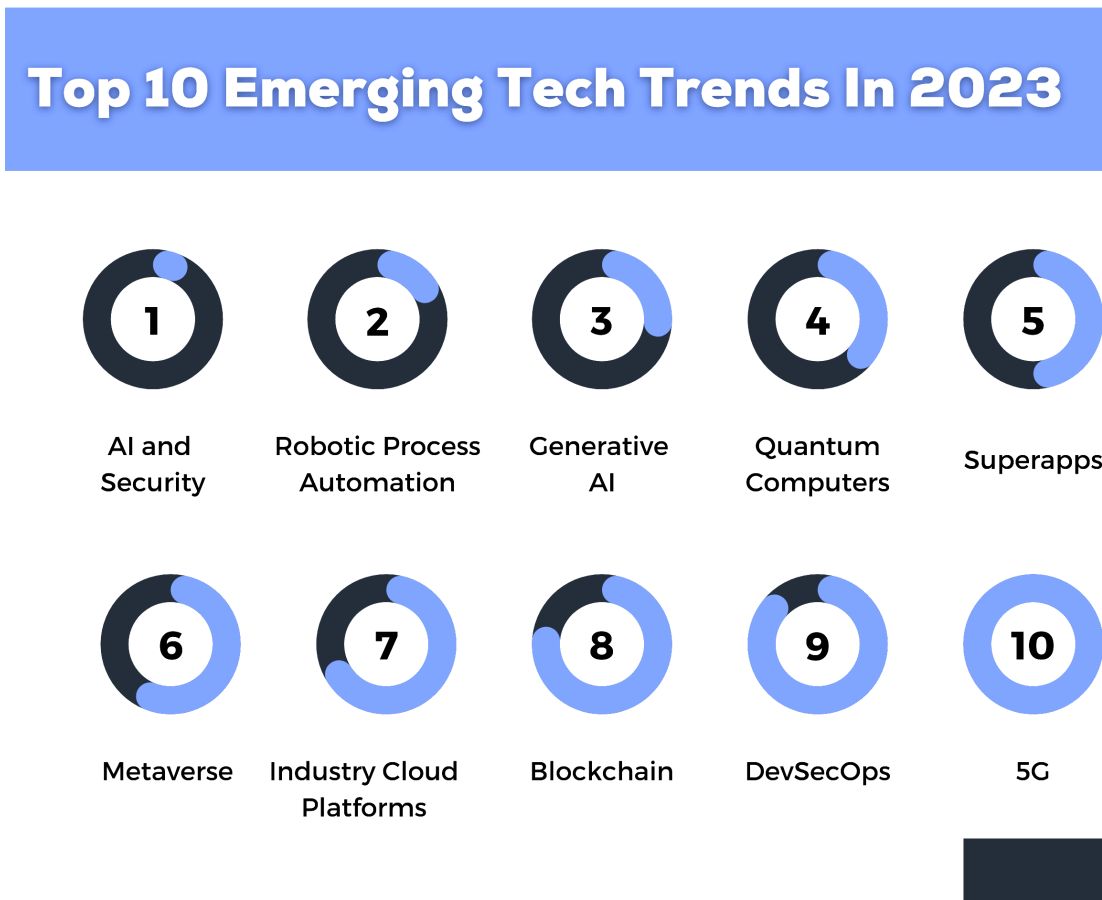 Top 10 Emerging Tech Trends In 2023
1
2
3
4
5
AI and
Security
Robotic Process
Automation
Generative
AI
Quantum
Computers
Superapps
6
7
8
9
10
Metaverse
Industry Cloud
Platforms
Blockchain
DevSecOps
5G